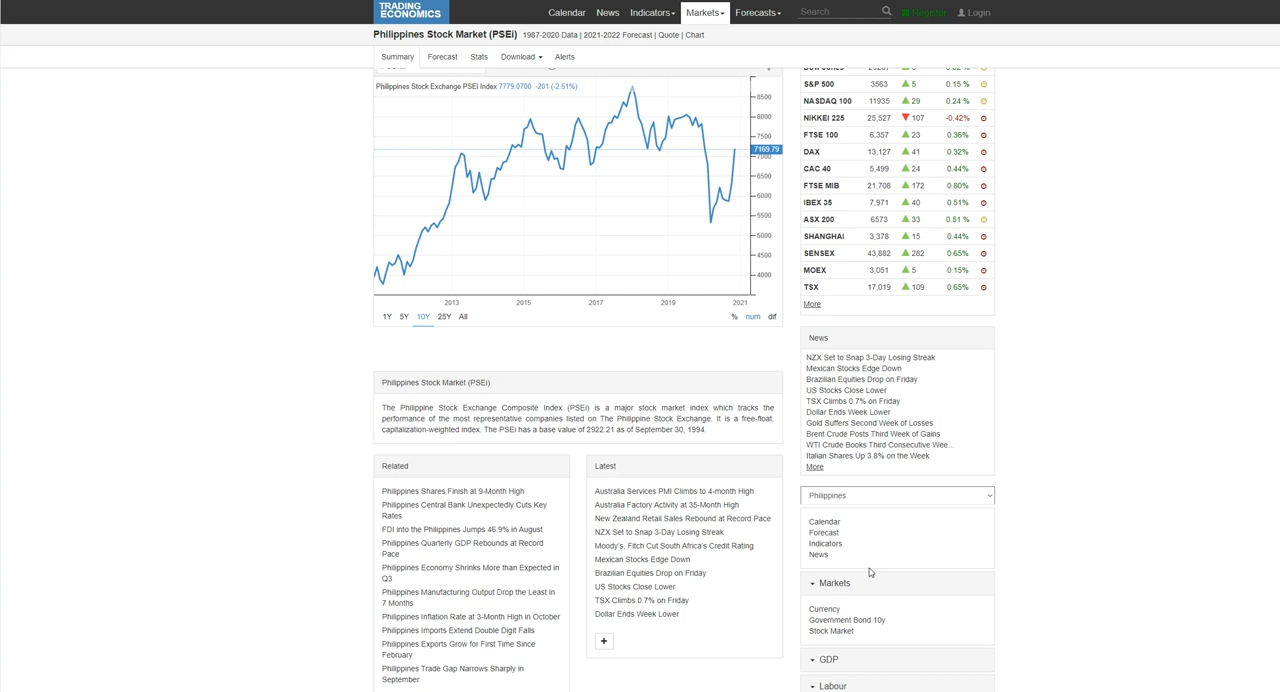 TRADING
ECONOMICS
Calendar News Indicators Markets Forecasts Search Register Login
Philippines Stock Market (PSEi) 1987-2020 Data | 2021-2022 Forecast | Quote | Chart
Summary Forecast Stats Download Alerts
Philippines Stock Exchange PSEi Index 7779.0700 -201 (-2.51%)
8500
8000
7500
7169.79
7000
6500
6000
5500
5000
4500
4000
2013 2015 2017 2019 2021
1Y 5Y 10Y 25Y All % num dif
Philippines Stock Market (PSEi)
The Philippine Stock Exchange Composite Index (PSEi) is a major stock market index which tracks the
performance of the most representative companies listed on The Philippine Stock Exchange. It is a free-float,
capitalization-weighted index. The PSEi has a base value of 2922.21 as of September 30, 1994.
Related
Philippines Shares Finish at 9-Month High
Philippines Central Bank Unexpectedly Cuts Key
Rates
FDI into the Philippines Jumps 46.9% in August
Philippines Quarterly GDP Rebounds at Record
Pace
Philippines Economy Shrinks More than Expected in
Q3
Philippines Manufacturing Output Drop the Least in
7 Months
Philippines Inflation Rate at 3-Month High in October
Philippines Imports Extend Double Digit Falls
Philippines Exports Grow for First Time Since
February
Philippines Trade Gap Narrows Sharply in
September
Latest
Australia Services PMI Climbs to 4-month High
Australia Factory Activity at 35-Month High
New Zealand Retail Sales Rebound at Record Pace
NZX Set to Snap 3-Day Losing Streak
Moody's, Fitch Cut South Africa's Credit Rating
Mexican Stocks Edge Down
Brazilian Equities Drop on Friday
US Stocks Close Lower
TSX Climbs 0.7% on Friday
Dollar Ends Week Lower
+
S&P 500 3563 5 0.15 %
NASDAQ 100 11935 29 0.24 %
NIKKEI 225 25,527 107 -0.42%
FTSE 100 6,357 23 0.36%
DAX 13,127 41 0.32%
CAC 40 5,499 24 0.44%
FTSE MIB 21,708 172 0.80%
IBEX 35 7,971 40 0.51%
ASX 200 6573 33 0.51 %
SHANGHAI 3,378 15 0.44%
SENSEX 43,882 282 0.65%
MOEX 3,051 5 0.15%
TSX 17,019 109 0.65%
More
News
NZX Set to Snap 3-Day Losing Streak
Mexican Stocks Edge Down
Brazilian Equities Drop on Friday
US Stocks Close Lower
TSX Climbs 0.7% on Friday
Dollar Ends Week Lower
Gold Suffers Second Week of Losses
Brent Crude Posts Third Week of Gains
WTI Crude Books Third Consecutive Wee...
Italian Shares Up 3.8% on the Week
More
Philippines
Calendar
Forecast
Indicators
News
Markets
Currency
Government Bond 10y
Stock Market
GDP
Labour